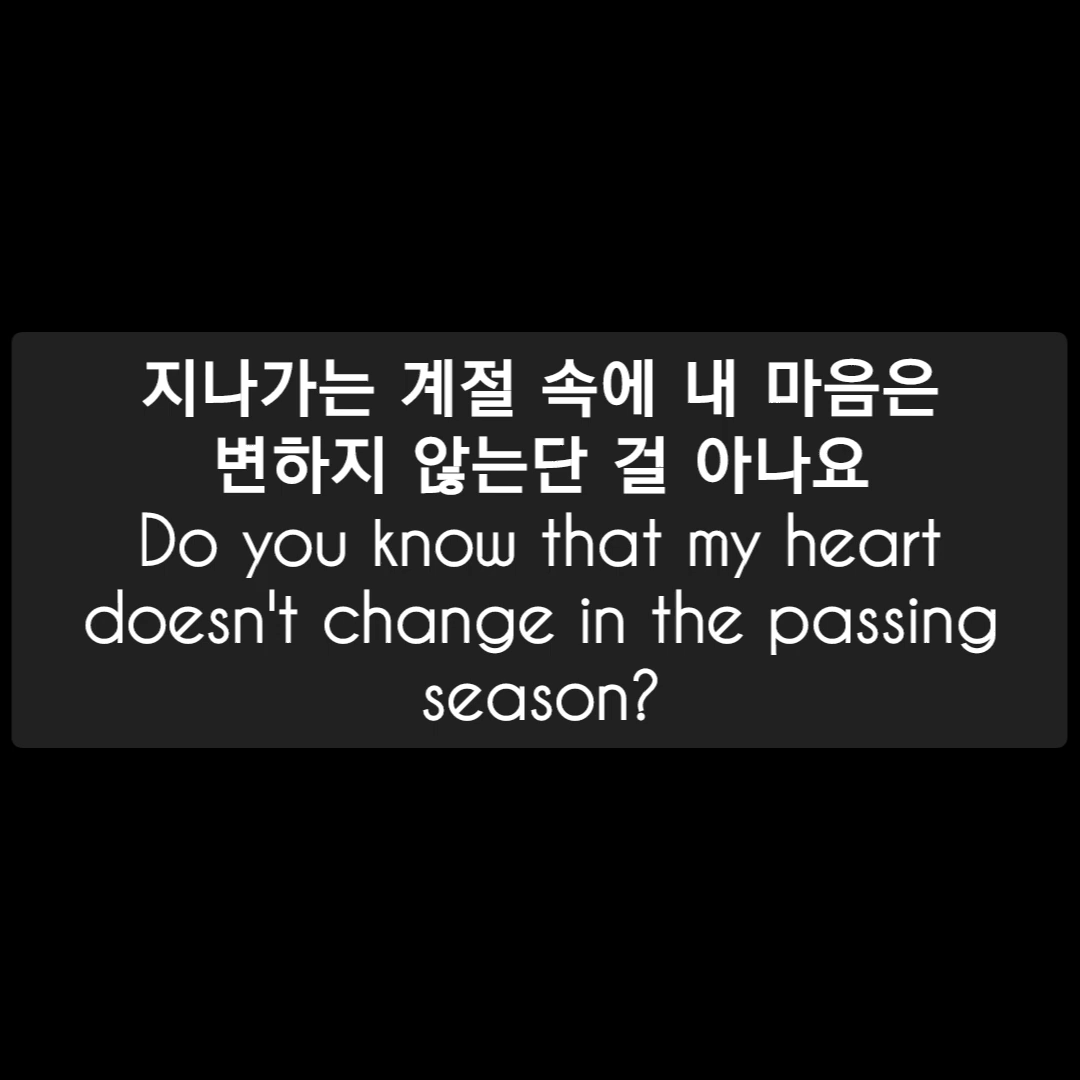 지나가는 계절 속에 내 마음은
변하지 않는단 걸 아나요
Do you know that my heart
doesn't change in the passing
season?